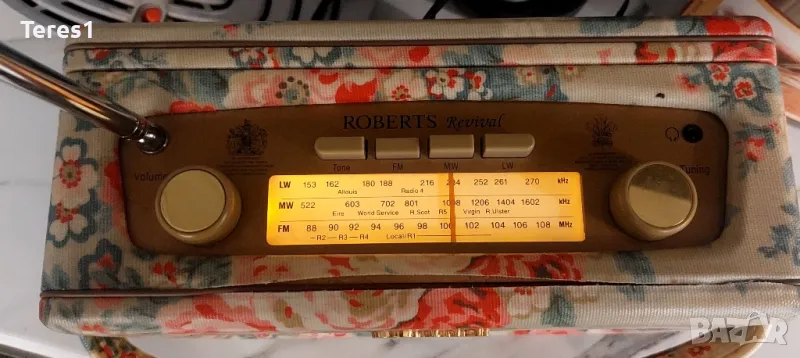 Teres1
ROBERTS Revival
Tone FM MW LW
Volume
Tuning
LW 153 162 180 188 216 234 252 261 270 kHz
Allouis Radio 4
MW 522 603 702 801 1098 1206 1404 1602 kHz
Eire World Service R.Scot R5 Virgin R.Ulster
FM 88 90 92 94 96 98 100 102 104 106 108 MHz
R2 - R3 - R4 Local/R1
BAZAR